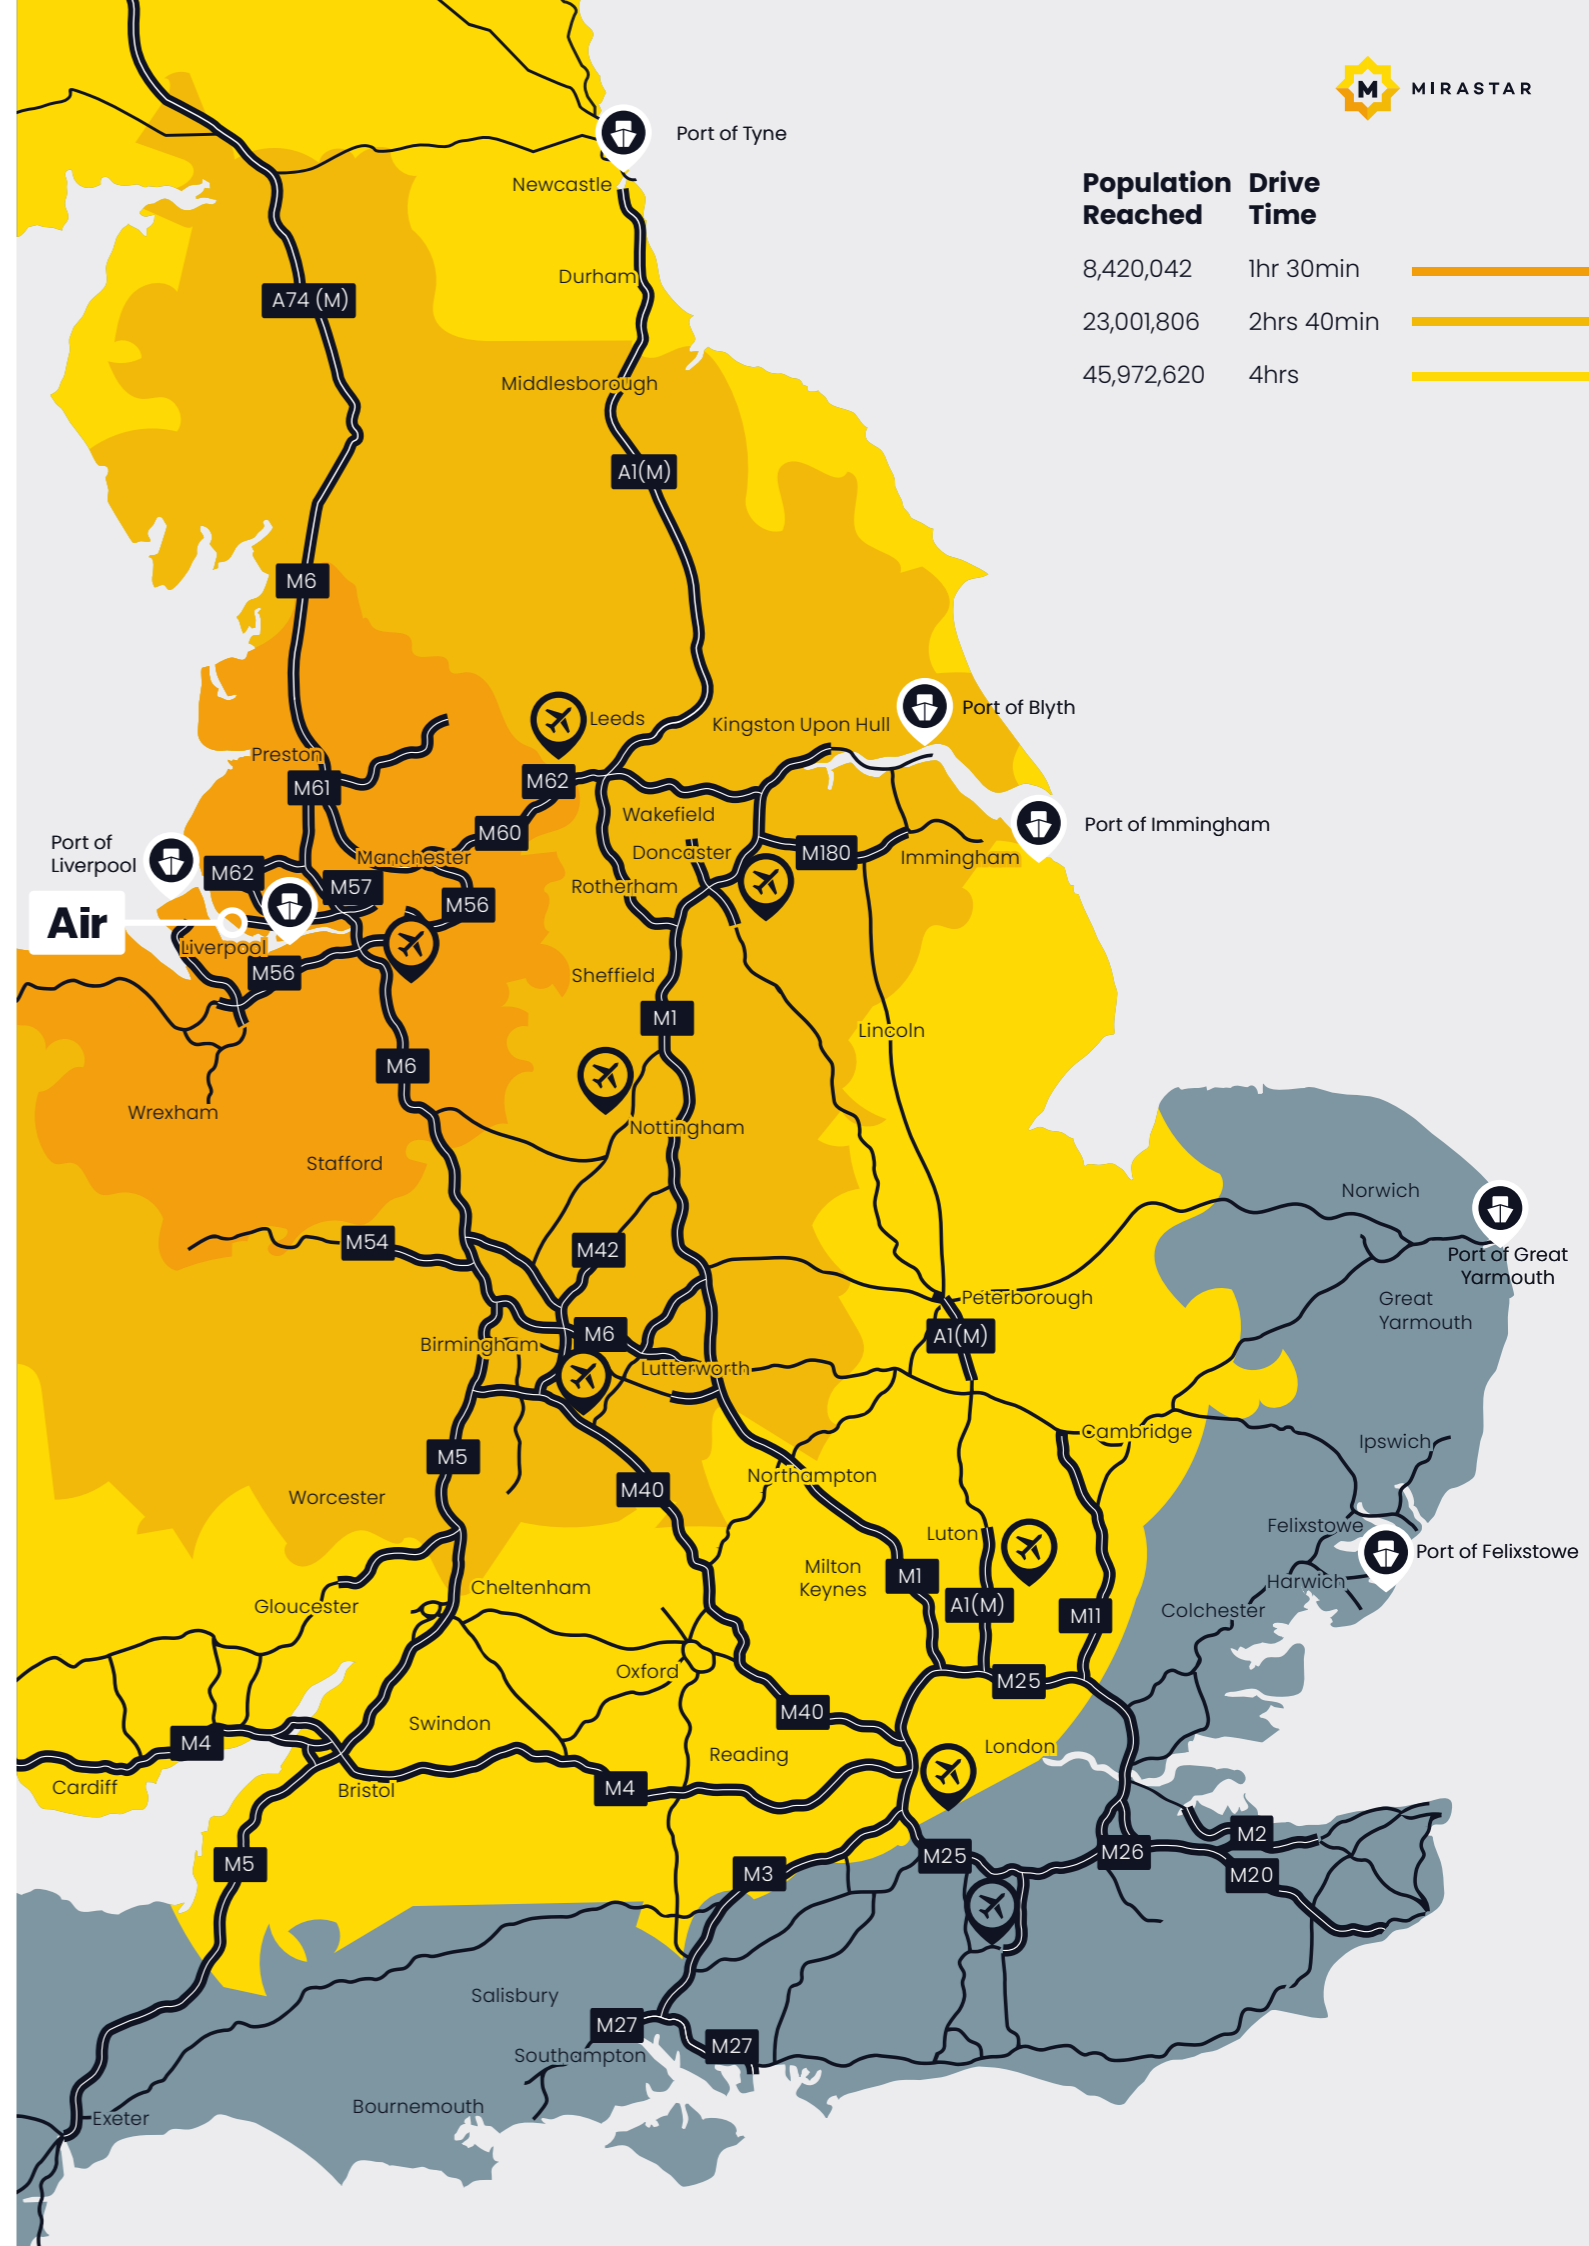 MIRASTAR
Population Drive
Reached Time
8,420,042 1hr 30min
23,001,806 2hrs 40min
45,972,620 4hrs
Port of Tyne
Newcastle
Durham
A74 (M)
Middlesborough
A1(M)
M6
Port of Blyth
Leeds
Kingston Upon Hull
Preston
M61
M62
Wakefield
Port of Immingham
M60
Port of
Liverpool
Manchester
Doncaster
M180
Immingham
M62
M57
Rotherham
M56
Air
Liverpool
M56
Sheffield
M1
Lincoln
M6
Wrexham
Nottingham
Stafford
Norwich
M54
M42
Port of Great
Yarmouth
Peterborough
Great
Yarmouth
M6
A1(M)
Birmingham
Lutterworth
Cambridge
Ipswich
M5
Northampton
M40
Worcester
Felixstowe
Luton
Port of Felixstowe
Milton
Keynes
M1
Harwich
Cheltenham
Gloucester
A1(M)
M11
Colchester
Oxford
M25
M40
Swindon
M4
London
Reading
Cardiff
Bristol
M4
M2
M26
M25
M5
M3
M20
Salisbury
M27
M27
Southampton
Bournemouth
Exeter
M